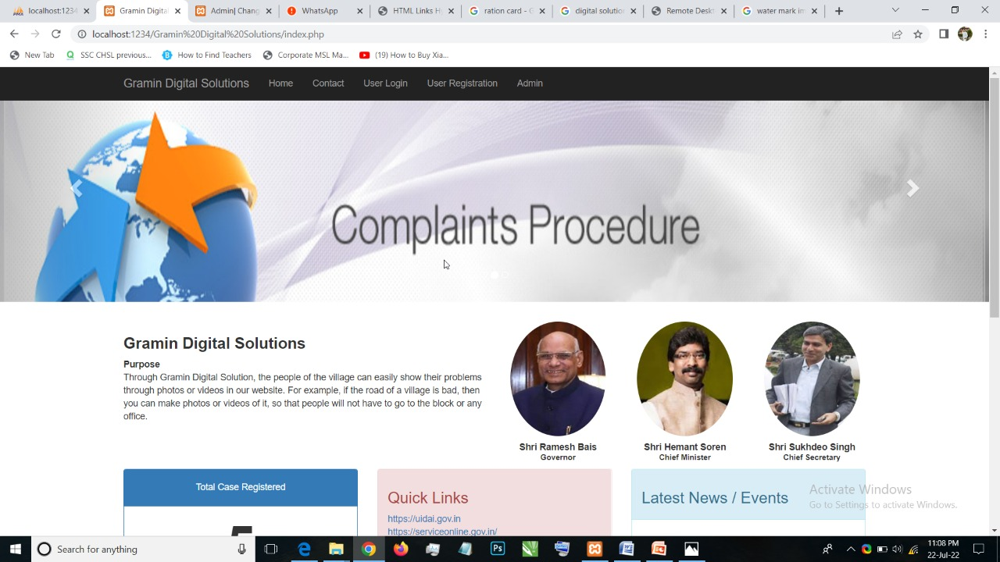 localhost:1234
Gramin Digital
Admin| Chang
WhatsApp
HTML Links H
ration card - G
digital solution
Remote Deskt
water mark im
localhost:1234/Gramin%20Digital%20Solutions/index.php
New Tab
SSC CHSL previous...
How to Find Teachers
Corporate MSL Ma...
(19) How to Buy Xia...
Gramin Digital Solutions
Home
Contact
User Login
User Registration
Admin
Complaints Procedure
Gramin Digital Solutions
Purpose
Through Gramin Digital Solution, the people of the village can easily show their problems
through photos or videos in our website. For example, if the road of a village is bad, then
you can make photos or videos of it, so that people will not have to go to the block or any
office.
Shri Ramesh Bais
Governor
Shri Hemant Soren
Chief Minister
Shri Sukhdeo Singh
Chief Secretary
Total Case Registered
Quick Links
https://uidai.gov.in
https://serviceonline.gov.in/
Latest News / Events
Activate Windows
Go to Settings to activate Windows.
Search for anything
11:08 PM
22-Jul-22